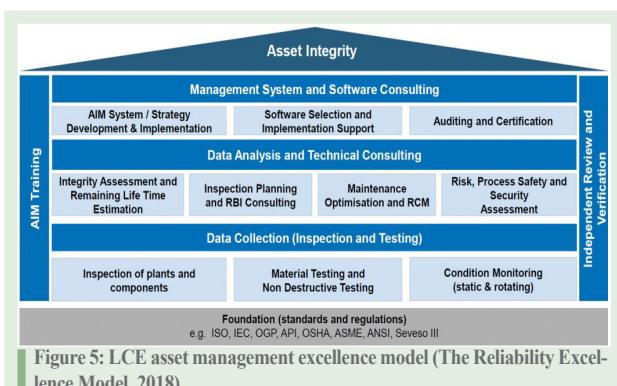 Asset Integrity
Management System and Software Consulting
AIM System / Strategy
Development & Implementation
Software Selection and
Implementation Support
Auditing and Certification
Data Analysis and Technical Consulting
Integrity Assessment and
Remaining Life Time
Estimation
Inspection Planning
and RBI Consulting
Maintenance
Optimisation and RCM
Risk, Process Safety and
Security
Assessment
Data Collection (Inspection and Testing)
Inspection of plants and
components
Material Testing and
Non Destructive Testing
Condition Monitoring
(static & rotating)
AIM Training
Independent Review and
Verification
Foundation (standards and regulations)
e.g. ISO, IEC, OGP, API, OSHA, ASME, ANSI, Seveso III
Figure 5: LCE asset management excellence model (The Reliability Excel-
lence Model, 2018)